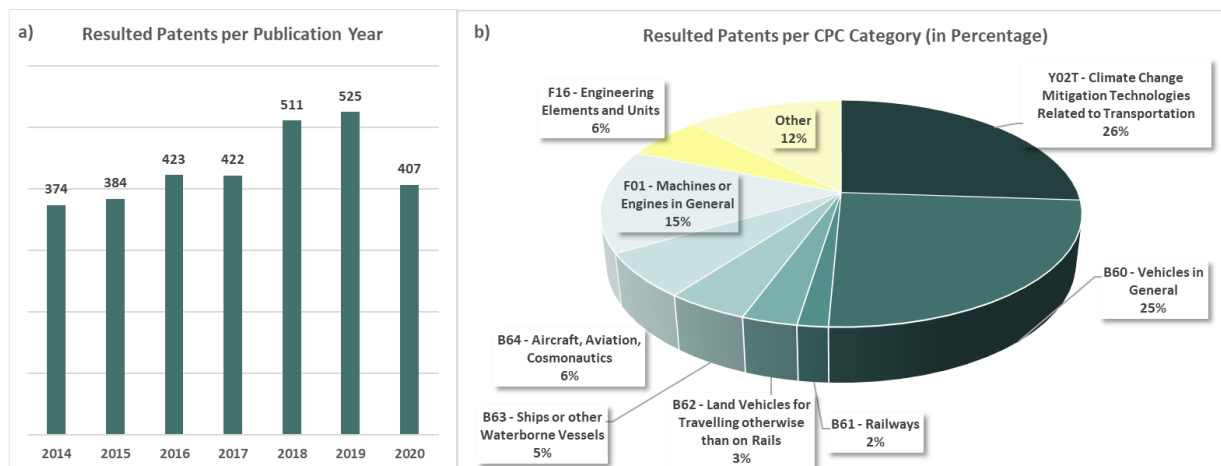 a)
Resulted Patents per Publication Year
374
384
423
422
511
525
407
2014
2015
2016
2017
2018
2019
2020
b)
Resulted Patents per CPC Category (in Percentage)
Y02T - Climate Change
Mitigation Technologies
Related to Transportation
26%
B60 - Vehicles in
General
25%
B61 - Railways
2%
B62 - Land Vehicles for
Travelling otherwise
than on Rails
3%
B63 - Ships or other
Waterborne Vessels
5%
B64 - Aircraft, Aviation,
Cosmonautics
6%
F01 - Machines or
Engines in General
15%
F16 - Engineering
Elements and Units
6%
Other
12%